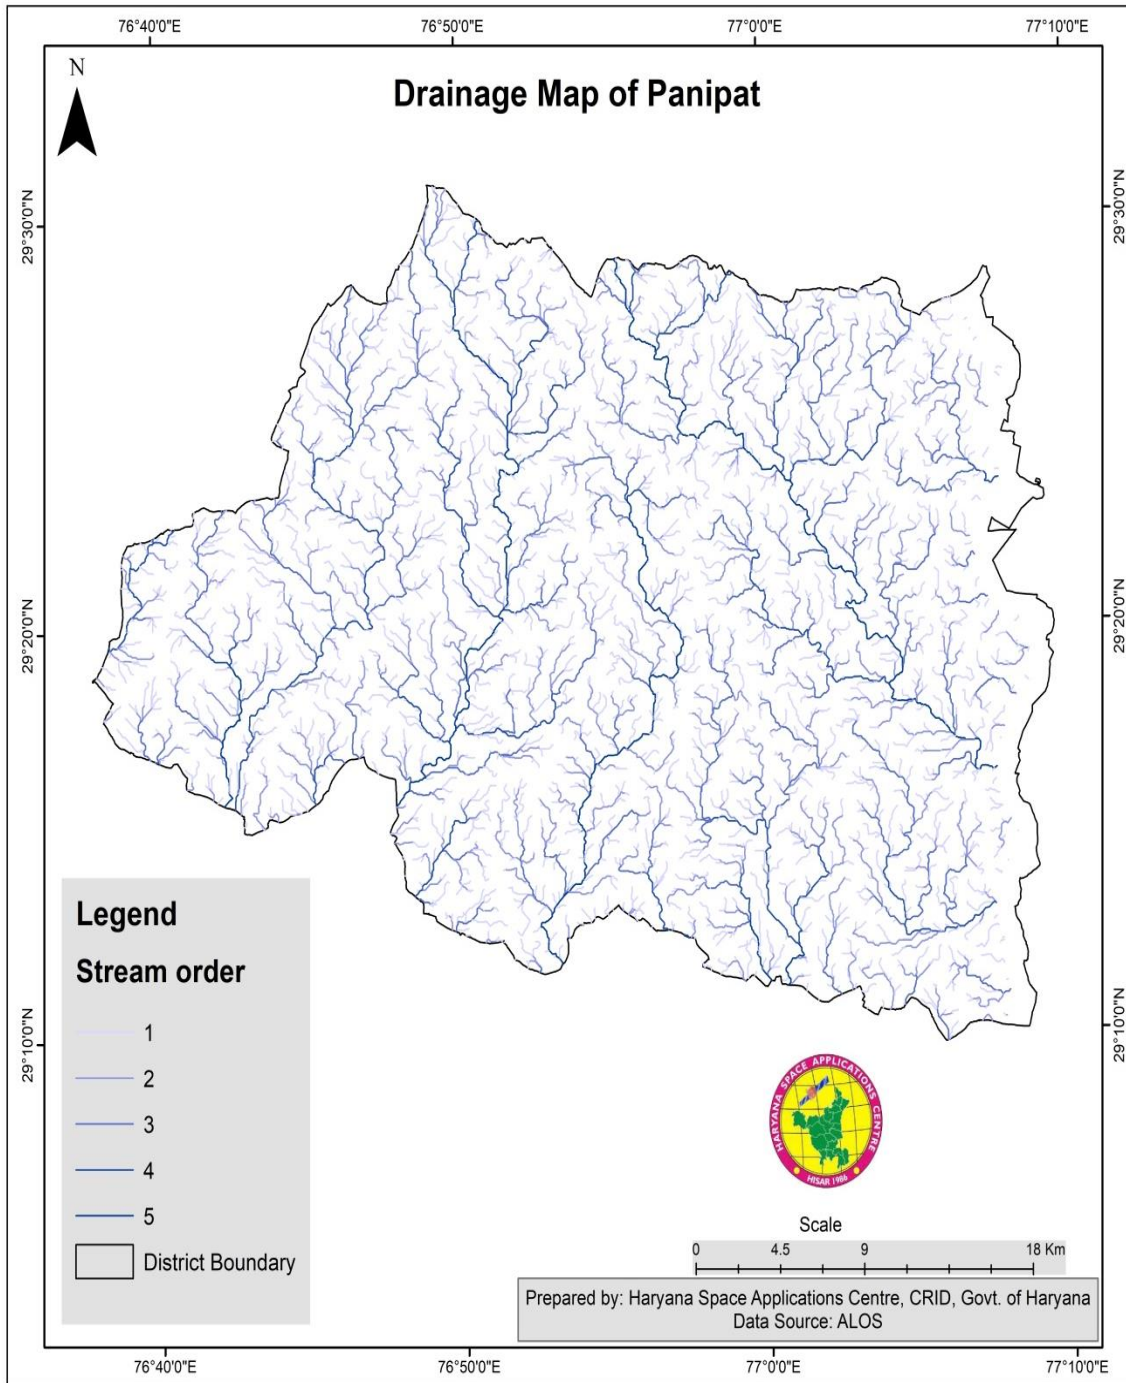 76°40'0"E 76°50'0"E 77°0'0"E 77°10'0"E
N
Drainage Map of Panipat
29°30'0"N 29°30'0"N
29°20'0"N 29°20'0"N
29°10'0"N 29°10'0"N
Legend
Stream order
1
2
3
4
5
District Boundary
HARYANA SPACE APPLICATIONS CENTRE
HISAR 1986
Scale
0 4.5 9 18 Km
Prepared by: Haryana Space Applications Centre, CRID, Govt. of Haryana
Data Source: ALOS
76°40'0"E 76°50'0"E 77°0'0"E 77°10'0"E